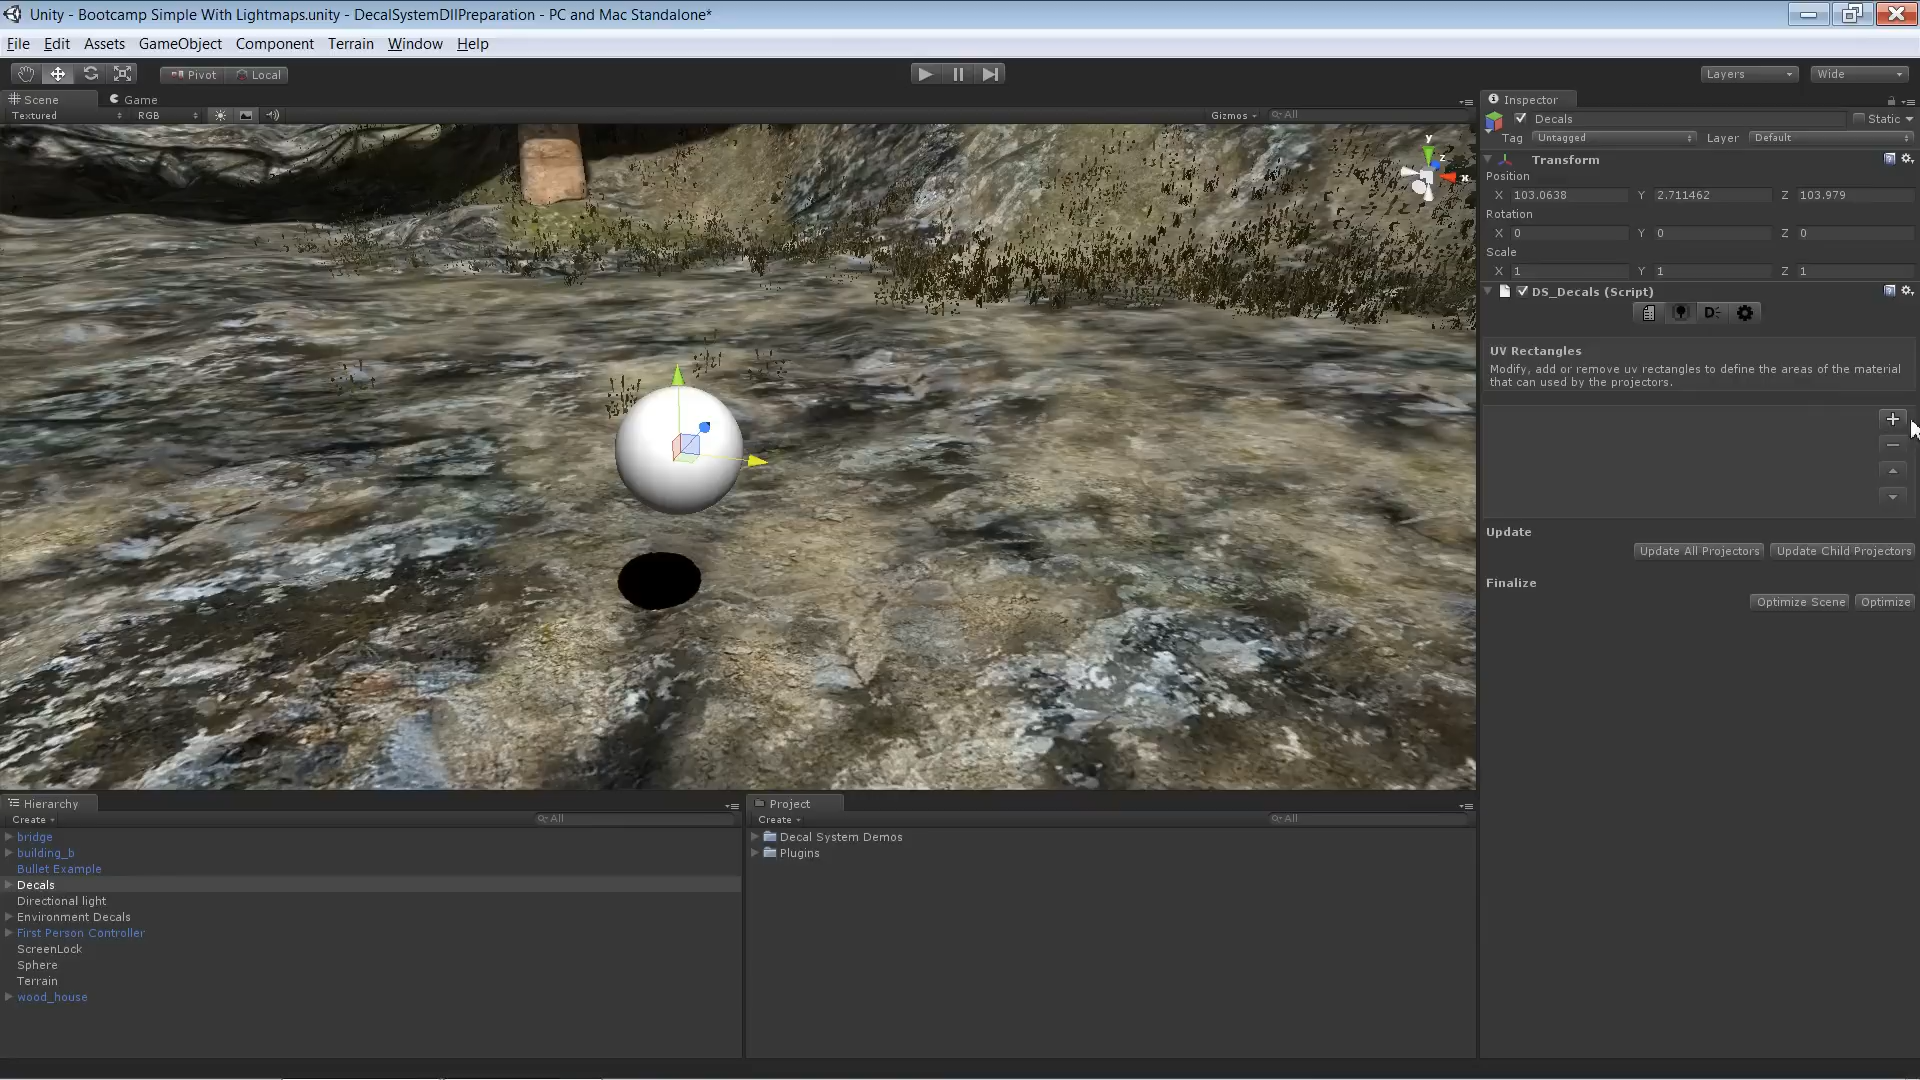 Unity - Bootcamp Simple With Lightmaps.unity - DecalSystemDllPreparation - PC and Mac Standalone*
File Edit Assets GameObject Component Terrain Window Help
Pivot Local Layers Wide
Scene Game
Textured RGB Gizmos All
y
z
x
Inspector
Decals Static
Tag Untagged Layer Default
Transform
Position
X 103.0638 Y 2.711462 Z 103.979
Rotation
X 0 Y 0 Z 0
Scale
X 1 Y 1 Z 1
DS_Decals (Script)
D
UV Rectangles
Modify, add or remove uv rectangles to define the areas of the material
that can used by the projectors.
Update
Update All Projectors Update Child Projectors
Finalize
Optimize Scene Optimize
Hierarchy
Create All
bridge
building_b
Bullet Example
Decals
Directional light
Environment Decals
First Person Controller
ScreenLock
Sphere
Terrain
wood_house
Project
Create All
Decal System Demos
Plugins